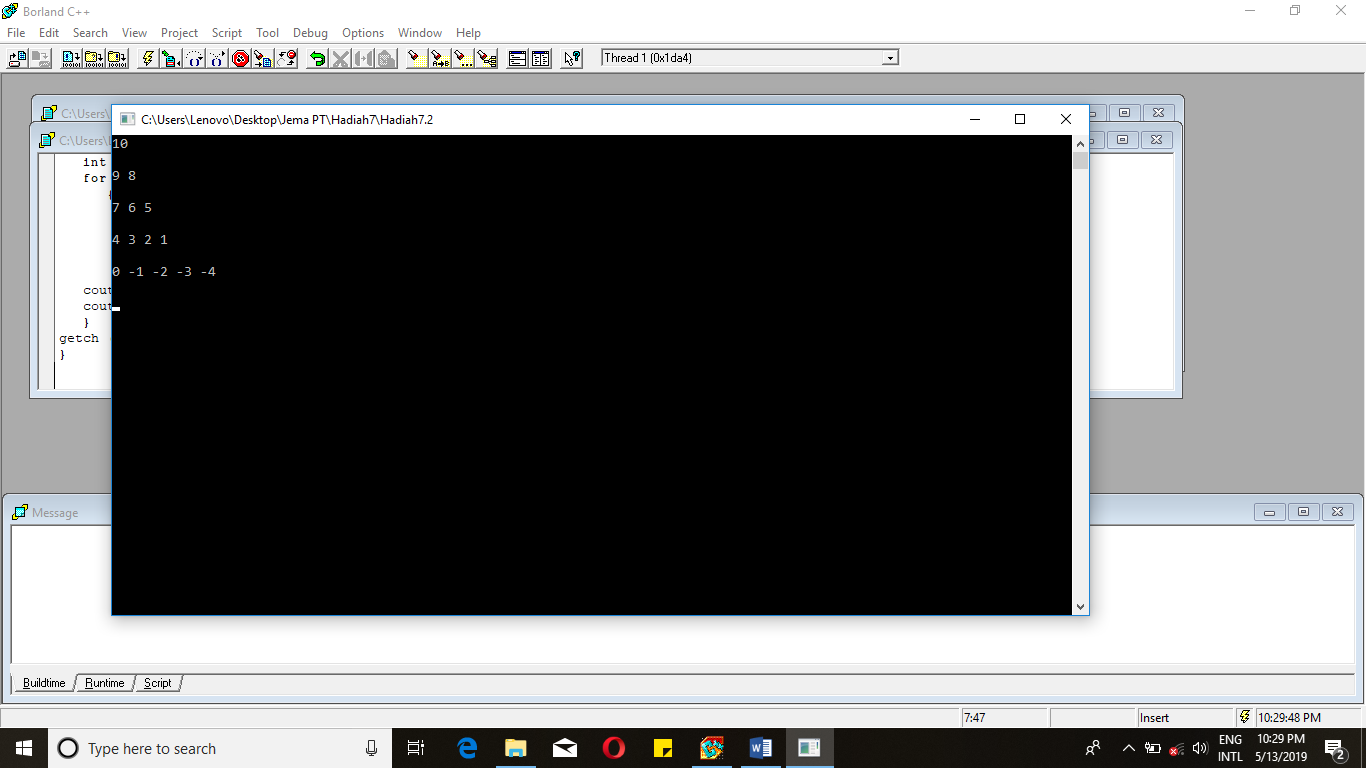 Borland C++
File Edit Search View Project Script Tool Debug Options Window Help
Thread 1 (0x1da4)
C:\Users\
C:\Users\Lenovo\Desktop\Jema PT\Hadiah7\Hadiah7.2
C:\Users\
int
for
{
cout
cout
}
getch
}
10
9 8
7 6 5
4 3 2 1
0 -1 -2 -3 -4
Message
Buildtime Runtime Script
7:47 Insert 10:29:48 PM
Type here to search
ENG
INTL
10:29 PM
5/13/2019
2